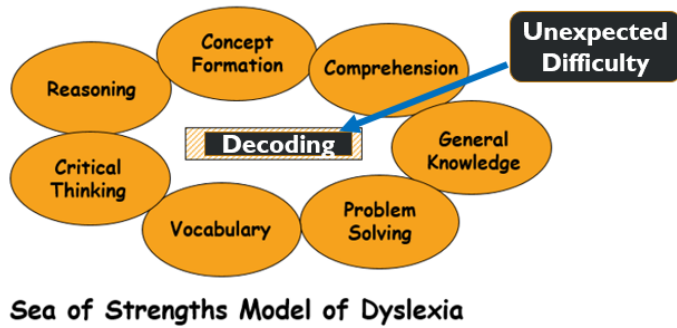 Unexpected
Difficulty
Concept
Formation
Comprehension
Reasoning
Decoding
General
Knowledge
Critical
Thinking
Vocabulary
Problem
Solving
Sea of Strengths Model of Dyslexia